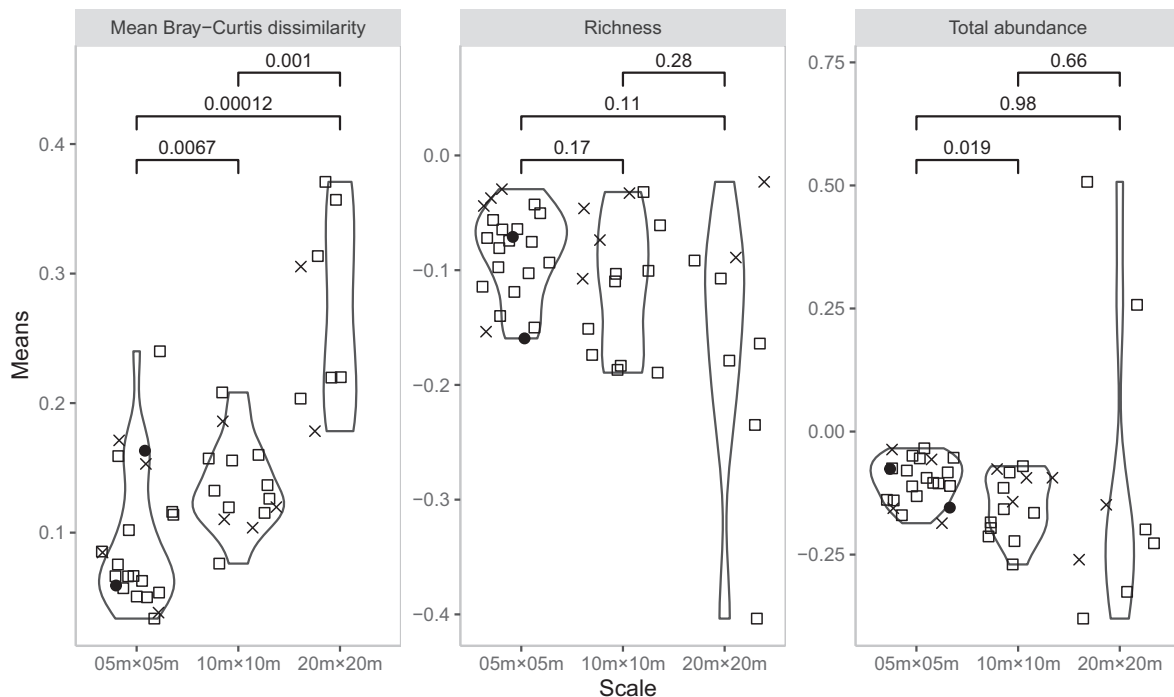 Mean Bray−Curtis dissimilarity
Richness
Total abundance
0.001
0.00012
0.0067
0.28
0.11
0.17
0.66
0.98
0.019
Means
0.4
0.3
0.2
0.1
0.0
−0.1
−0.2
−0.3
−0.4
0.75
0.50
0.25
0.00
−0.25
05m×05m 10m×10m 20m×20m
05m×05m 10m×10m 20m×20m
05m×05m 10m×10m 20m×20m
Scale